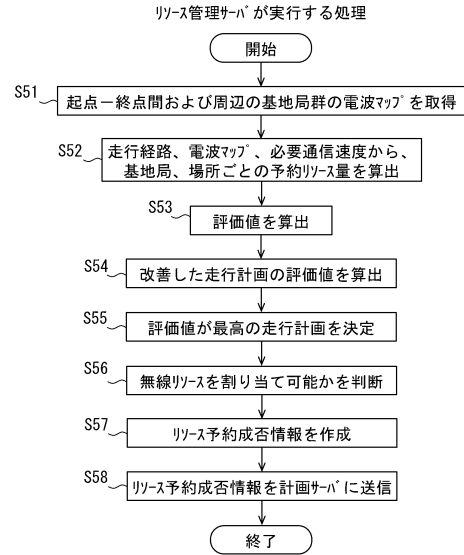 リソース管理サーバが実行する処理
開始
S51
起点－終点間および周辺の基地局群の電波マップを取得
S52
走行経路、電波マップ、必要通信速度から、
基地局、場所ごとの予約リソース量を算出
S53
評価値を算出
S54
改善した走行計画の評価値を算出
S55
評価値が最高の走行計画を決定
S56
無線リソースを割り当て可能かを判断
S57
リソース予約成否情報を作成
S58
リソース予約成否情報を計画サーバに送信
終了